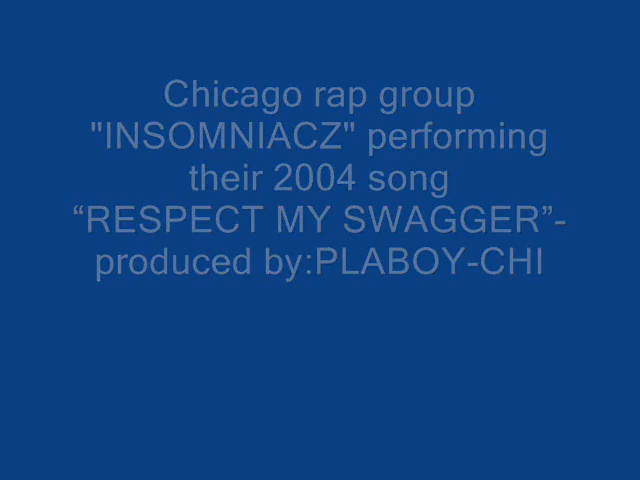 Chicago rap group
"INSOMNIACZ" performing
their 2004 song
“RESPECT MY SWAGGER”-
produced by:PLABOY-CHI